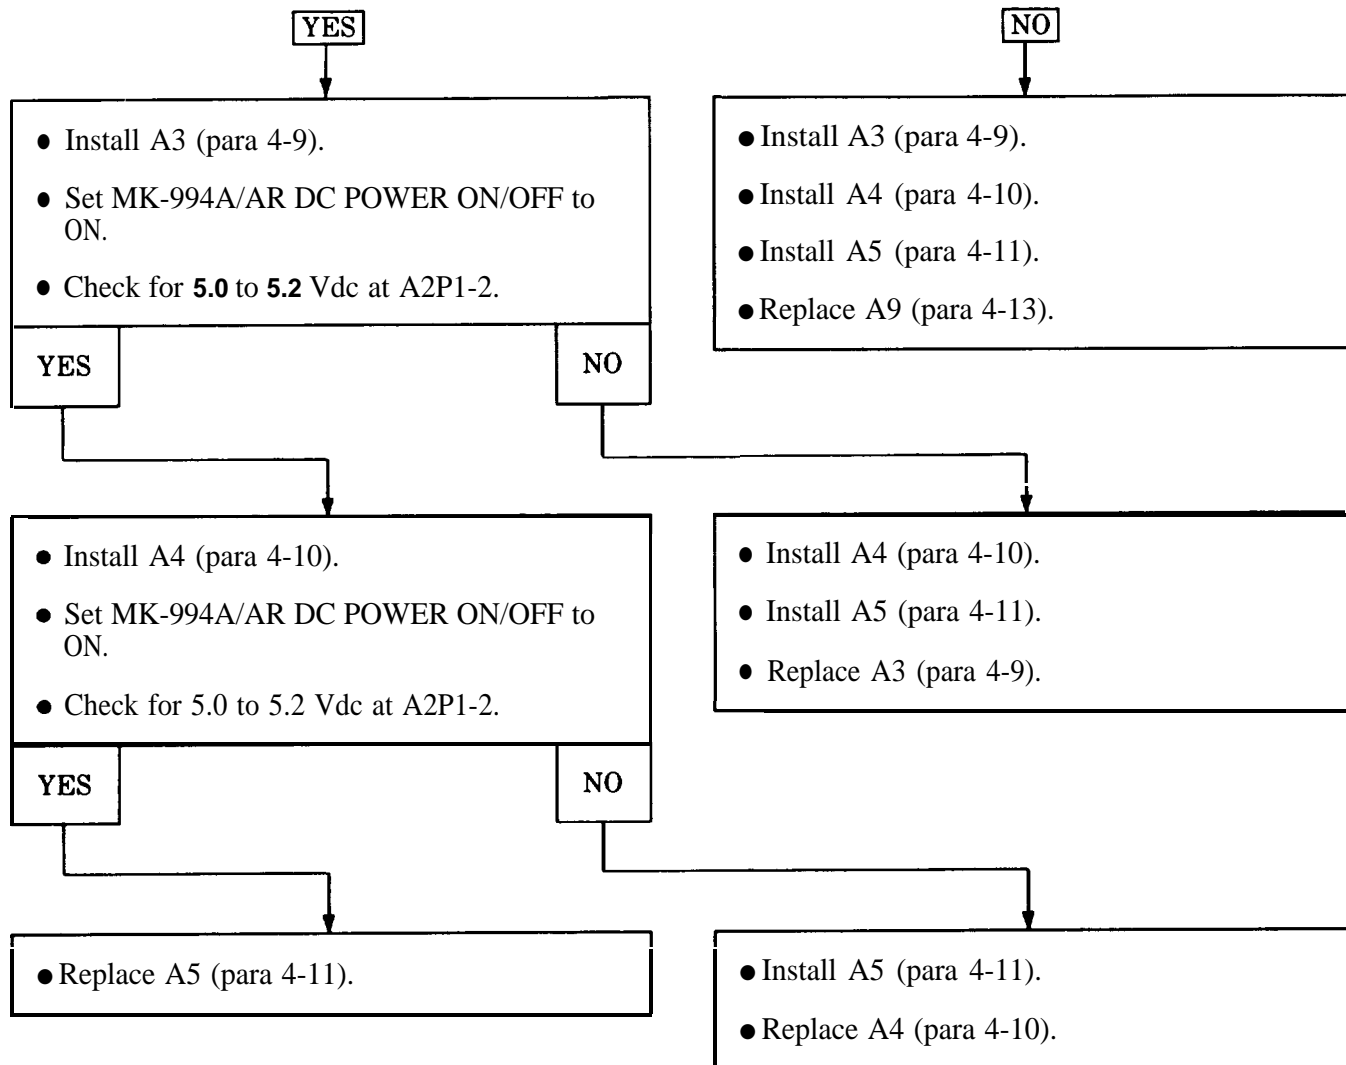 YES
NO
• Install A3 (para 4-9).
• Set MK-994A/AR DC POWER ON/OFF to
ON.
• Check for 5.0 to 5.2 Vdc at A2P1-2.
YES
NO
• Install A3 (para 4-9).
• Install A4 (para 4-10).
• Install A5 (para 4-11).
• Replace A9 (para 4-13).
• Install A4 (para 4-10).
• Set MK-994A/AR DC POWER ON/OFF to
ON.
• Check for 5.0 to 5.2 Vdc at A2P1-2.
YES
NO
• Install A4 (para 4-10).
• Install A5 (para 4-11).
• Replace A3 (para 4-9).
• Replace A5 (para 4-11).
• Install A5 (para 4-11).
• Replace A4 (para 4-10).